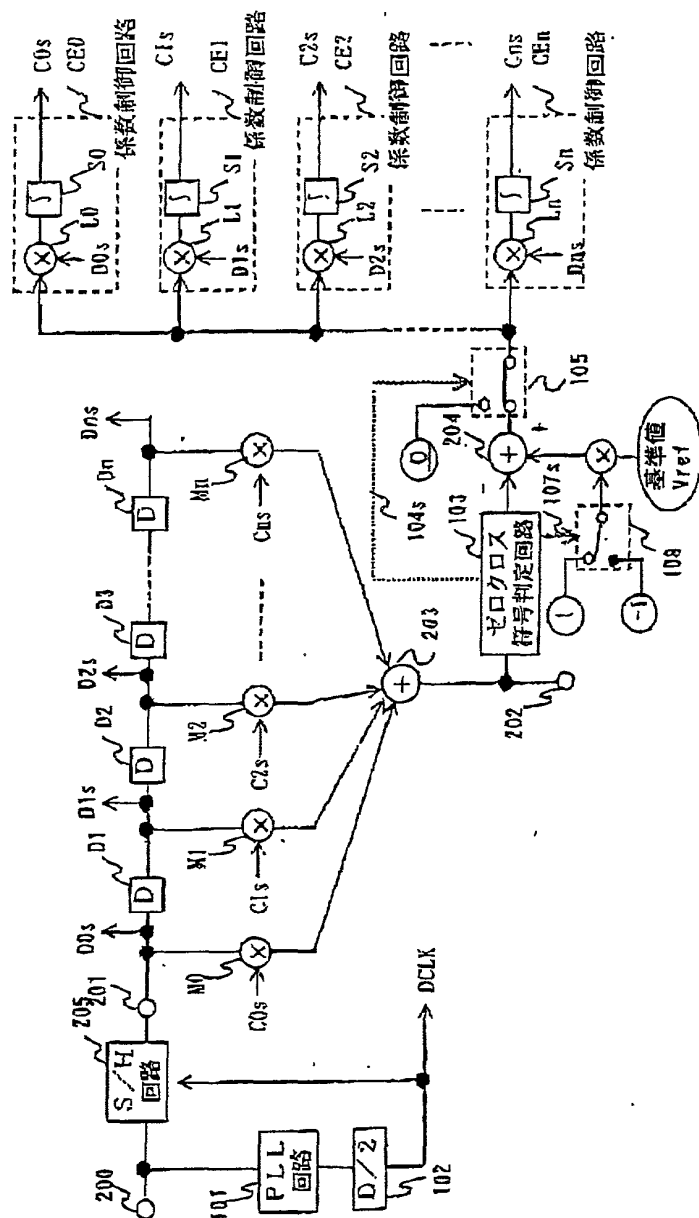 200
S/H
回路
205
201
PLL
回路
101
D/2
102
DCLK
D0s
D1
D
D1s
D2
D
D2s
D3
D
Dn
D
Dns
M0
×
C0s
M1
×
C1s
M2
×
C2s
Mn
×
Cns
+
203
202
ゼロクロス
符号判定回路
103
104s
107s
108
1
-1
×
基準値
Vref
+
204
+
0
105
×
L0
D0s
∫
S0
C0s
CE0
係数制御回路
×
L1
D1s
∫
S1
C1s
CE1
係数制御回路
×
L2
D2s
∫
S2
C2s
CE2
係数制御回路
×
Ln
Dns
∫
Sn
Cns
CEn
係数制御回路